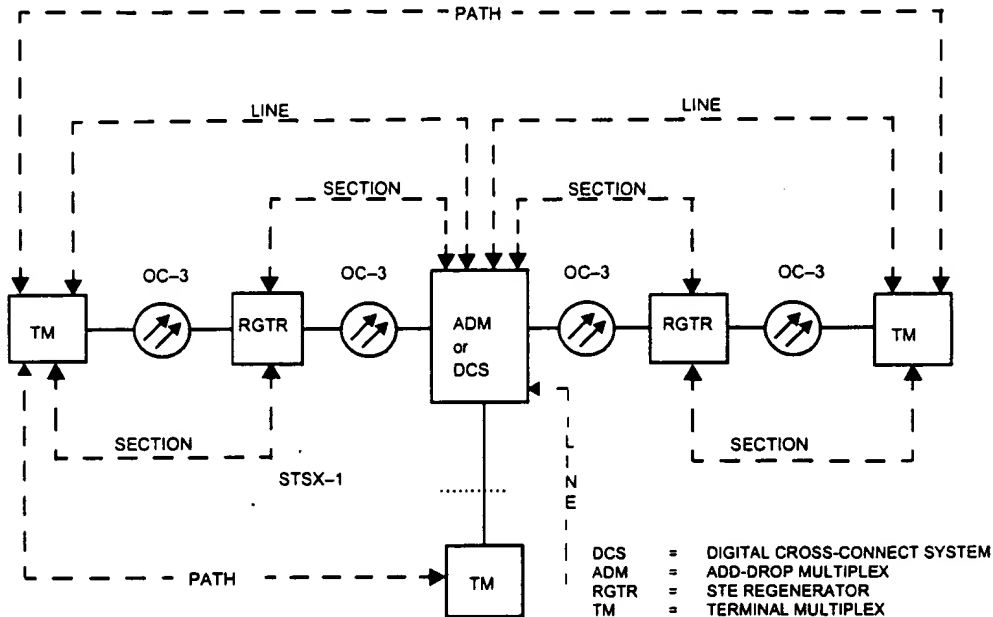 PATH
LINE
LINE
SECTION
SECTION
OC–3
OC–3
OC–3
OC–3
TM
RGTR
ADM
or
DCS
RGTR
TM
SECTION
SECTION
STSX–1
LINE
PATH
TM
DCS = DIGITAL CROSS-CONNECT SYSTEM
ADM = ADD-DROP MULTIPLEX
RGTR = STE REGENERATOR
TM = TERMINAL MULTIPLEX